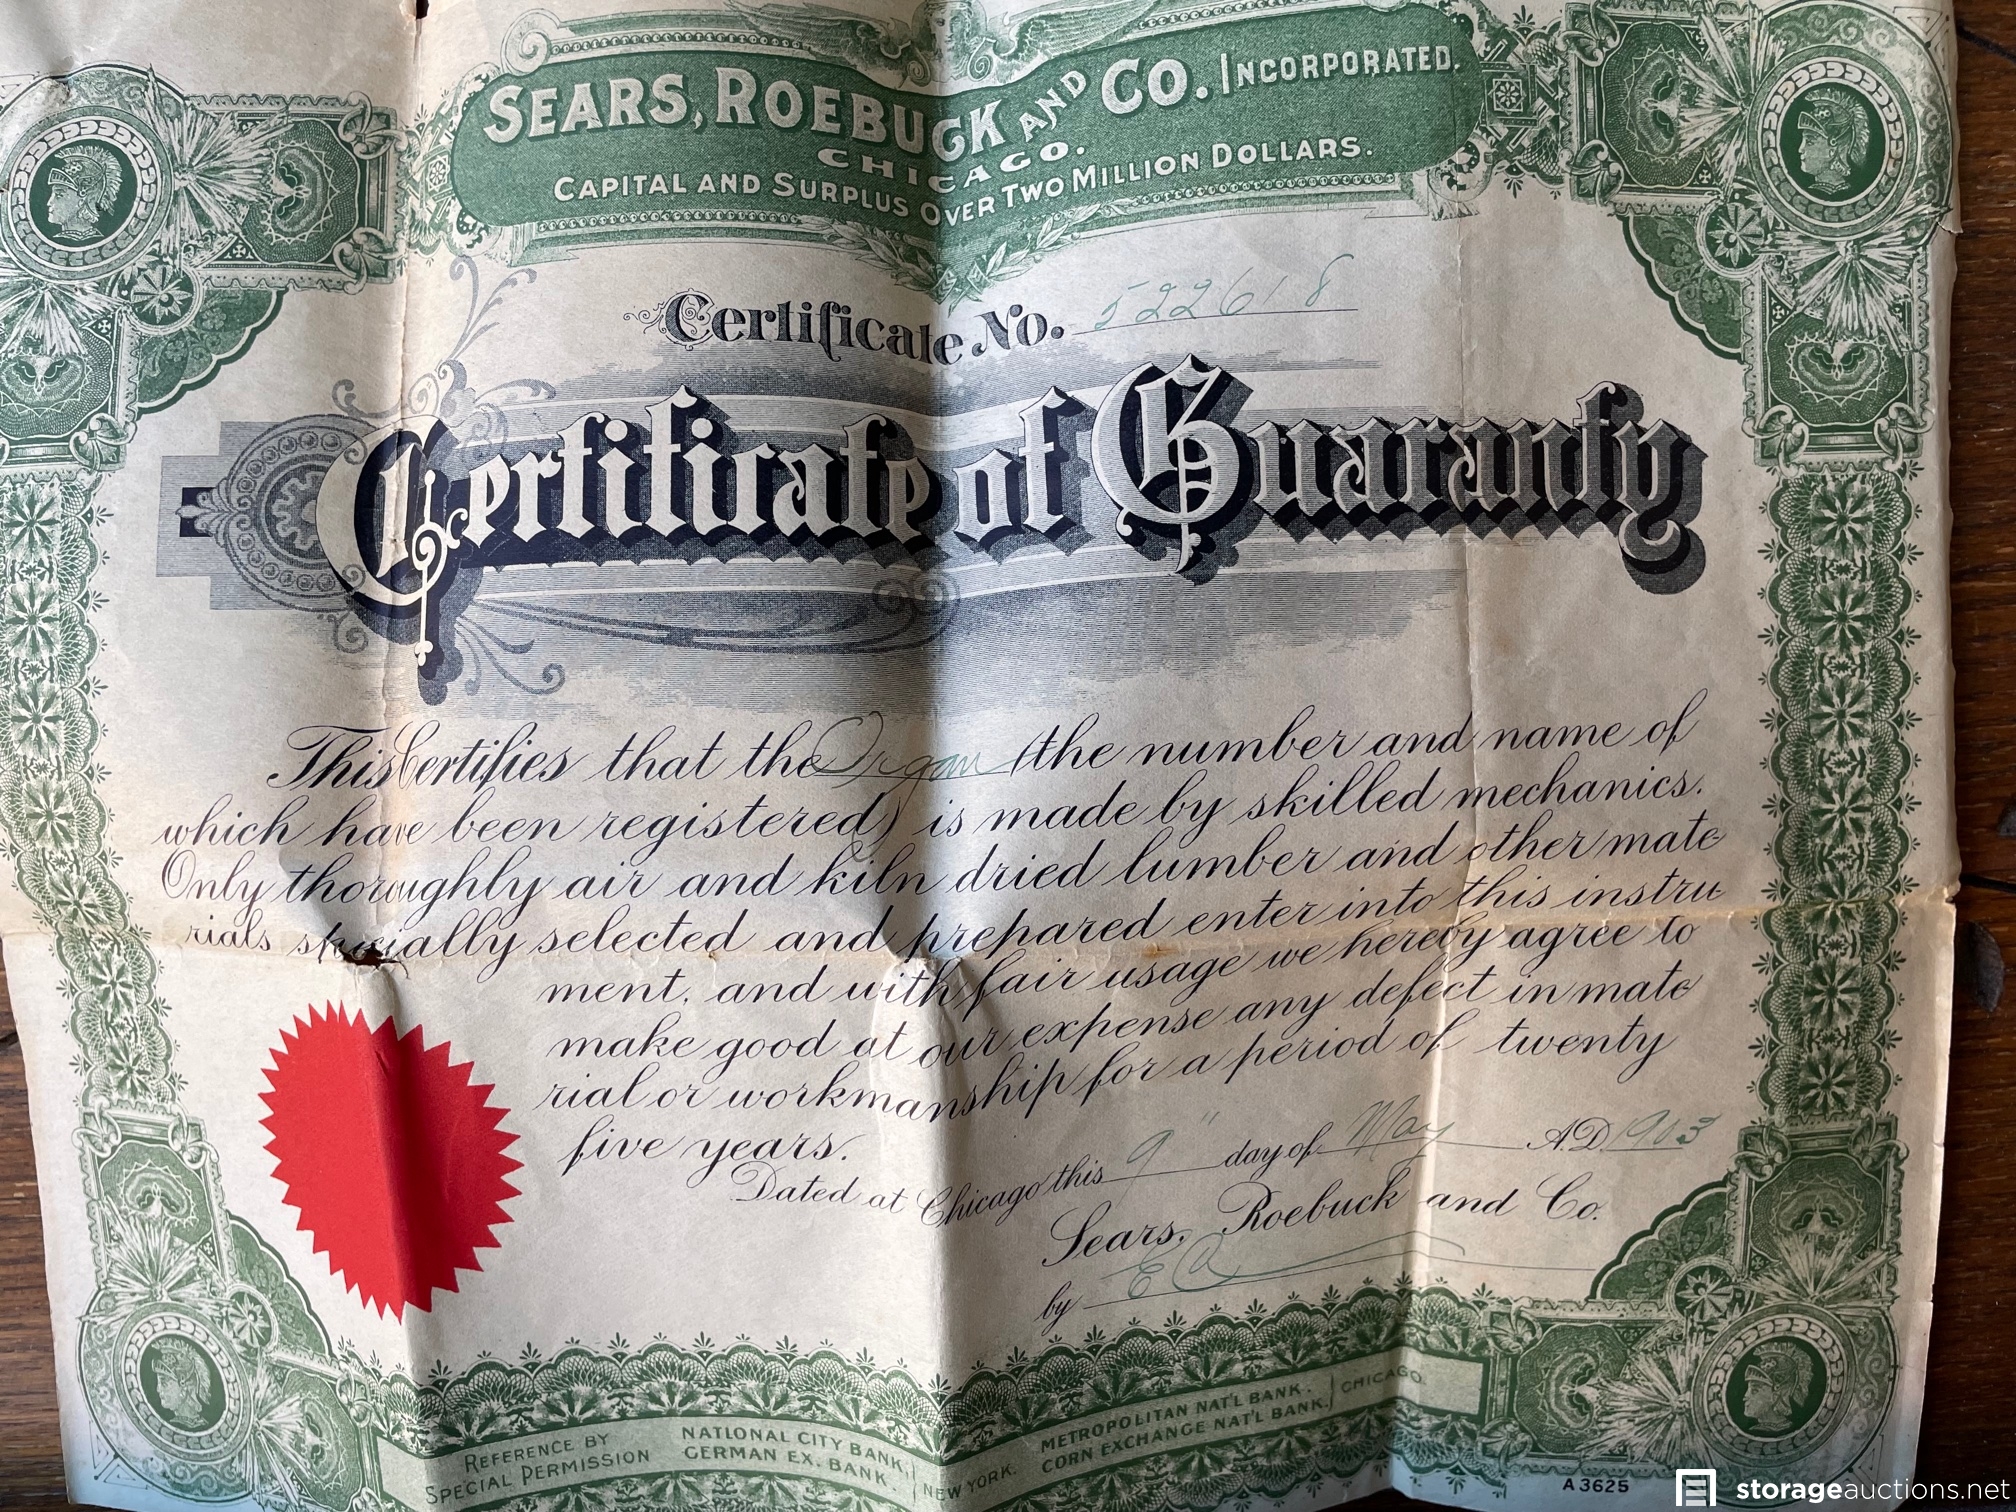 SEARS, ROEBUCK AND CO. INCORPORATED.
CHICAGO.
CAPITAL AND SURPLUS OVER TWO MILLION DOLLARS.
Certificate No. 522618
Certificate of Guaranty
This Certifies that the Organ (the number and name of
which have been registered) is made by skilled mechanics.
Only thoroughly air and kiln dried lumber and other mate
rials specially selected and prepared enter into this instru
ment, and with fair usage we hereby agree to
make good at our expense any defect in mate
rial or workmanship for a period of twenty
five years.
Dated at Chicago this 9" day of May A.D. 1903
Sears, Roebuck and Co.
by
REFERENCE BY SPECIAL PERMISSION
NATIONAL CITY BANK,
GERMAN EX. BANK
NEW YORK.
METROPOLITAN NAT'L BANK.
CORN EXCHANGE NAT'L BANK.
CHICAGO.
A3625
storageauctions.net